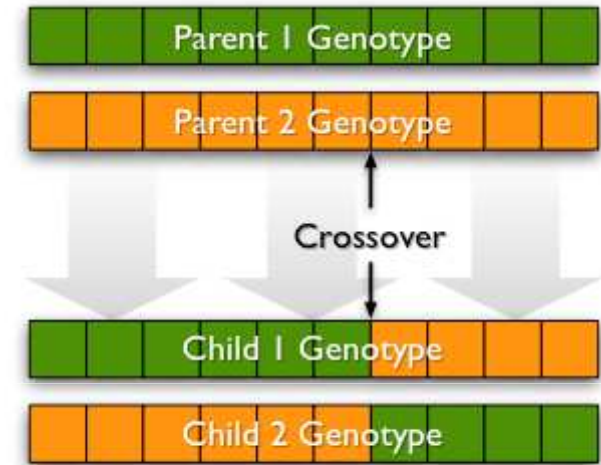 Parent 1 Genotype
Parent 2 Genotype
Crossover
Child 1 Genotype
Child 2 Genotype